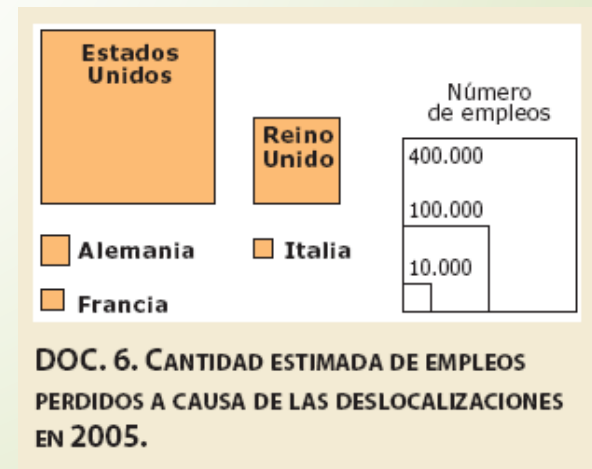 Estados
Unidos
Reino
Unido
Alemania
Italia
Francia
Número
de empleos
400.000
100.000
10.000
DOC. 6. CANTIDAD ESTIMADA DE EMPLEOS
PERDIDOS A CAUSA DE LAS DESLOCALIZACIONES
EN 2005.